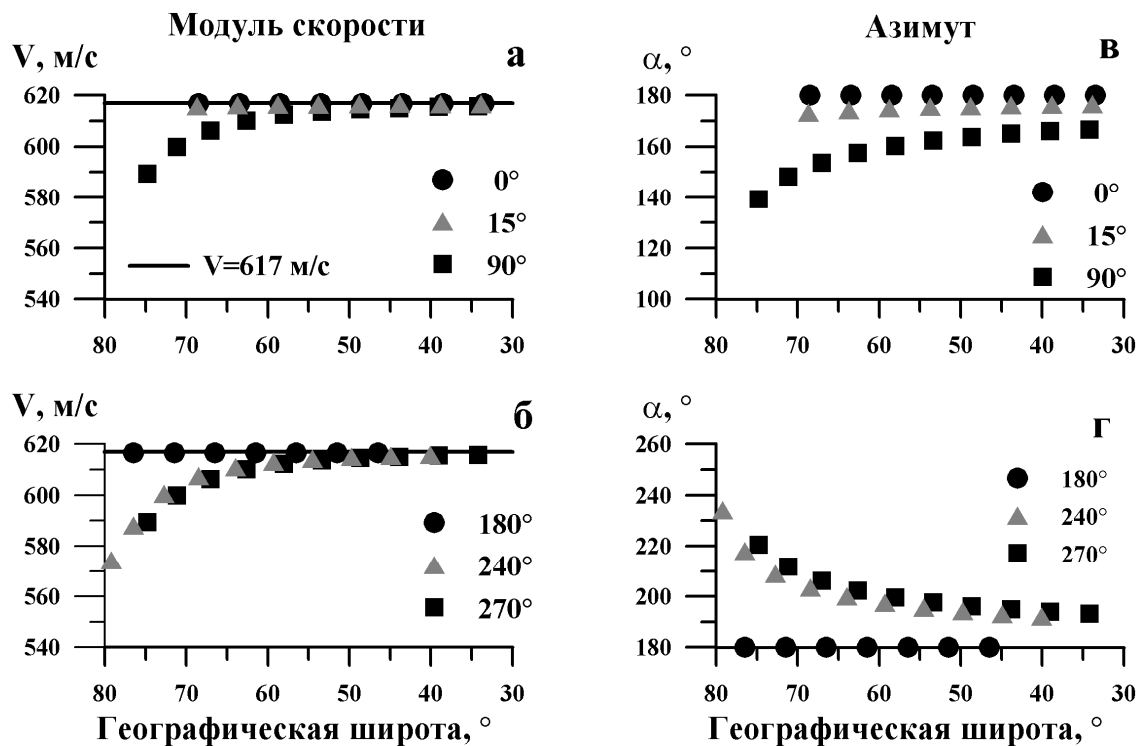 Модуль скорости
Азимут
V, м/с
а
α, °
в
620
600
580
560
540
0°
15°
V=617 м/с
90°
80 70 60 50 40 30
180
160
140
120
100
0°
15°
90°
80 70 60 50 40 30
V, м/с
б
α, °
г
620
600
580
560
540
180°
240°
270°
80 70 60 50 40 30
Географическая широта, °
260
240
220
200
180
180°
240°
270°
80 70 60 50 40 30
Географическая широта, °